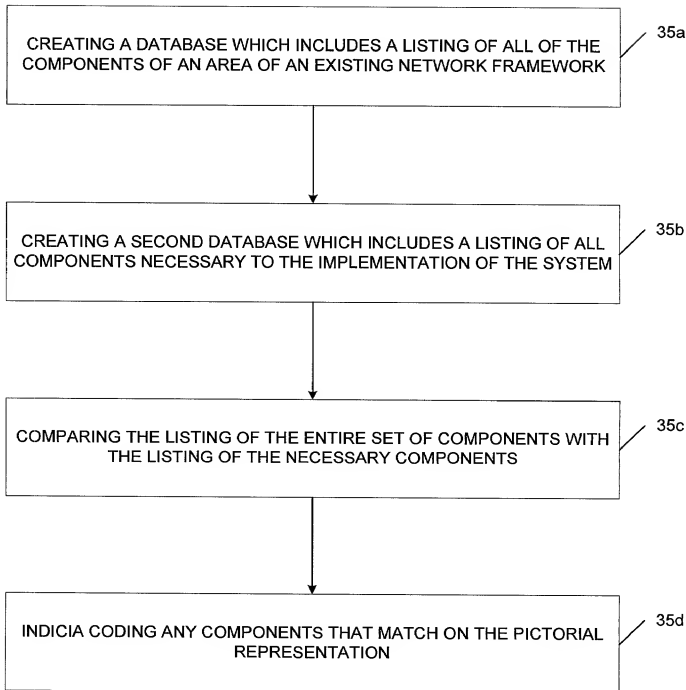 CREATING A DATABASE WHICH INCLUDES A LISTING OF ALL OF THE
COMPONENTS OF AN AREA OF AN EXISTING NETWORK FRAMEWORK
35a
CREATING A SECOND DATABASE WHICH INCLUDES A LISTING OF ALL
COMPONENTS NECESSARY TO THE IMPLEMENTATION OF THE SYSTEM
35b
COMPARING THE LISTING OF THE ENTIRE SET OF COMPONENTS WITH
THE LISTING OF THE NECESSARY COMPONENTS
35c
INDICIA CODING ANY COMPONENTS THAT MATCH ON THE PICTORIAL
REPRESENTATION
35d